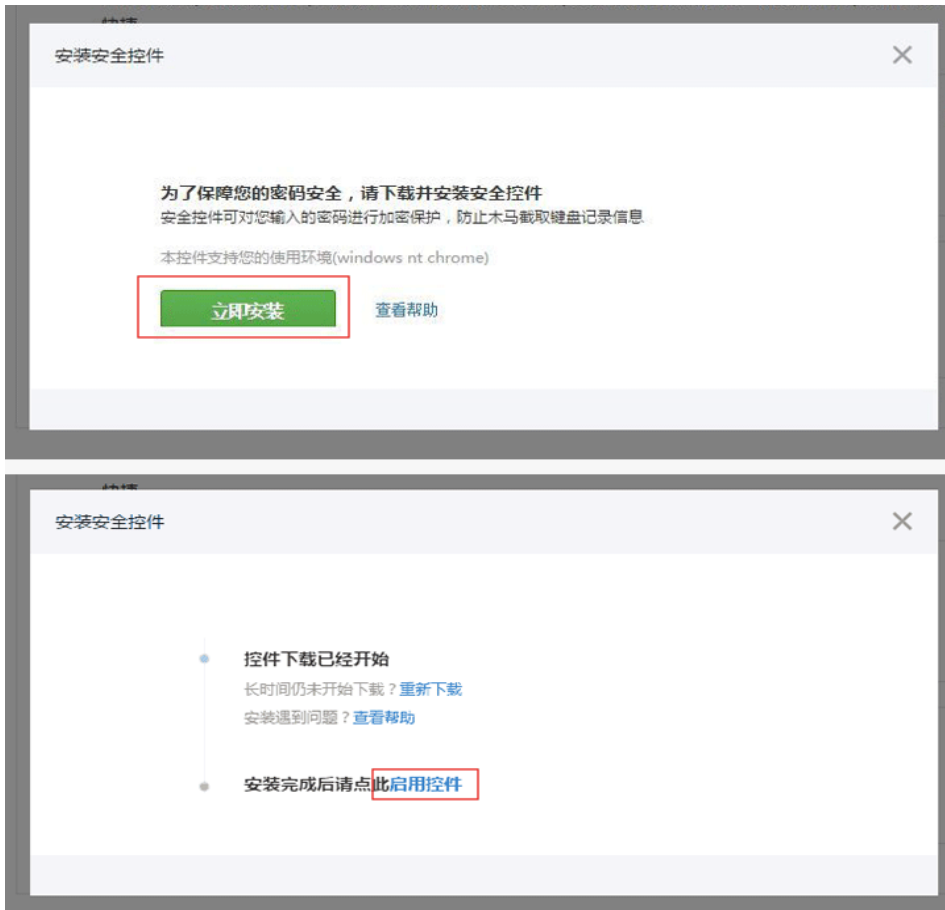 安装安全控件
为了保障您的密码安全，请下载并安装安全控件
安全控件可对您输入的密码进行加密保护，防止木马截取键盘记录信息
本控件支持您的使用环境(windows nt chrome)
立即安装 查看帮助
安装安全控件
控件下载已经开始
长时间仍未开始下载？重新下载
安装遇到问题？查看帮助
安装完成后请点此启用控件